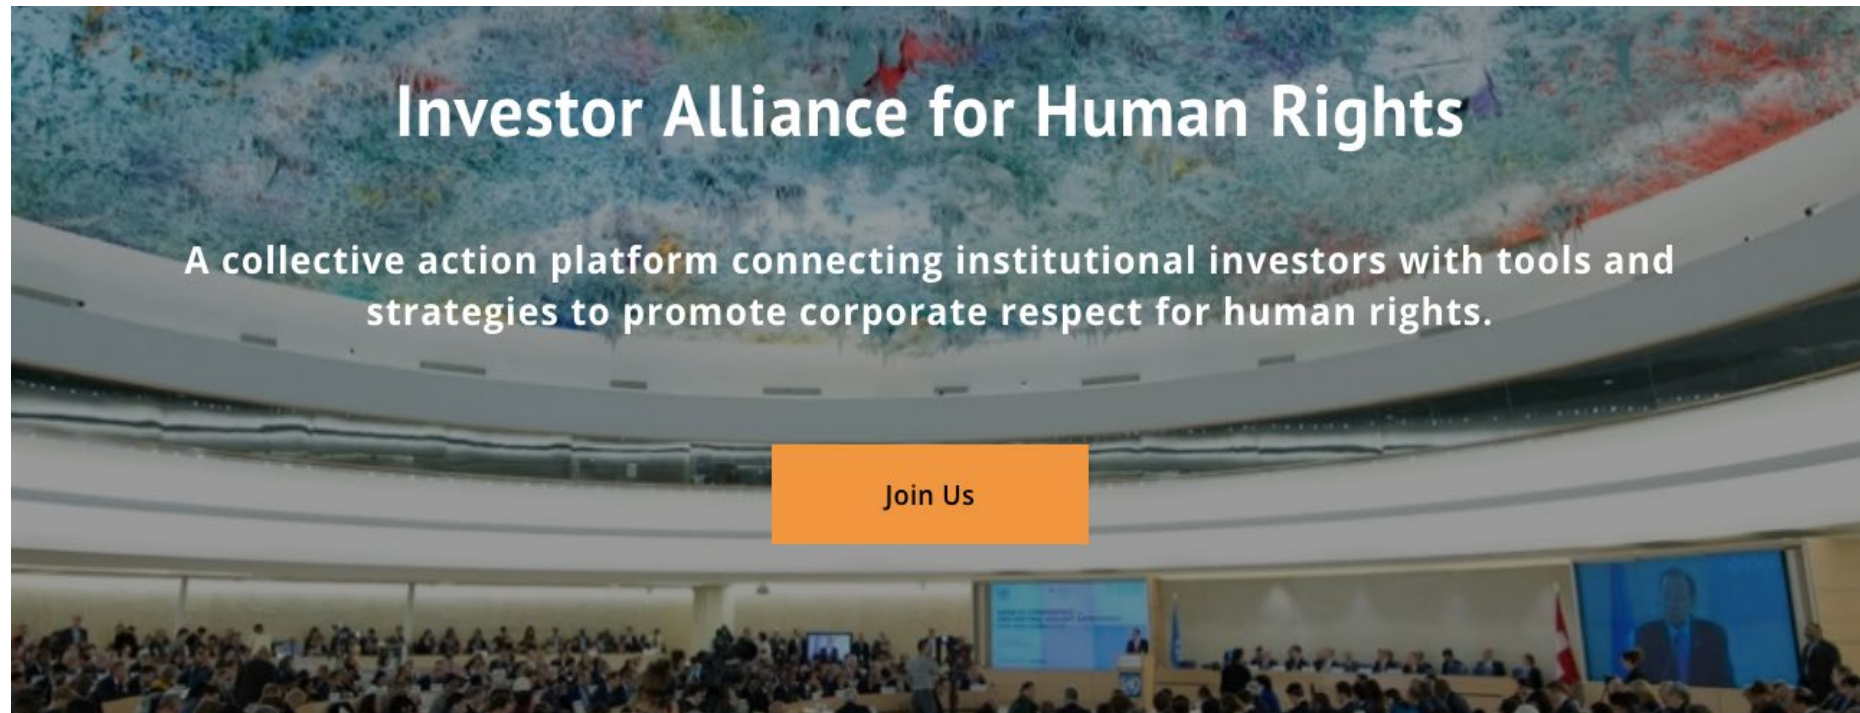 Investor Alliance for Human Rights
A collective action platform connecting institutional investors with tools and
strategies to promote corporate respect for human rights.
Join Us